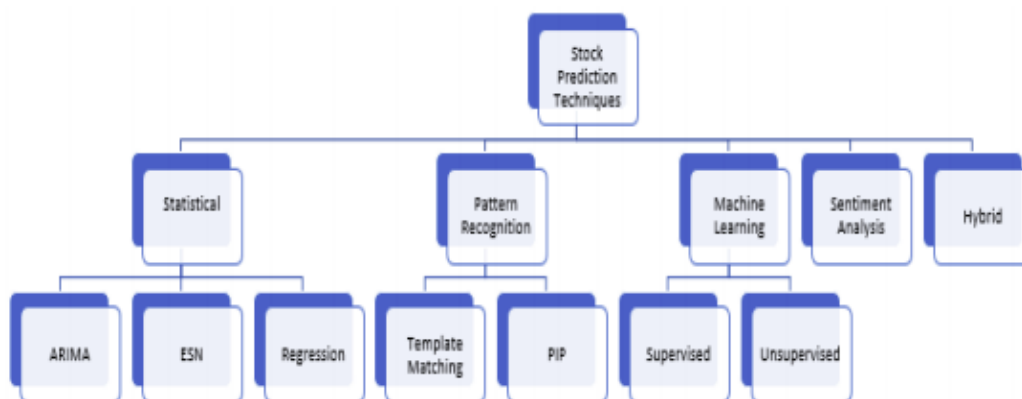 Stock
Prediction
Techniques
Statistical
Pattern
Recognition
Machine
Learning
Sentiment
Analysis
Hybrid
ARIMA
ESN
Regression
Template
Matching
PIP
Supervised
Unsupervised